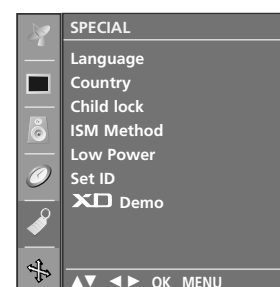 SPECIAL
Language
Country
Child lock
ISM Method
Low Power
Set ID
XD Demo
▲▼ ◄► OK MENU